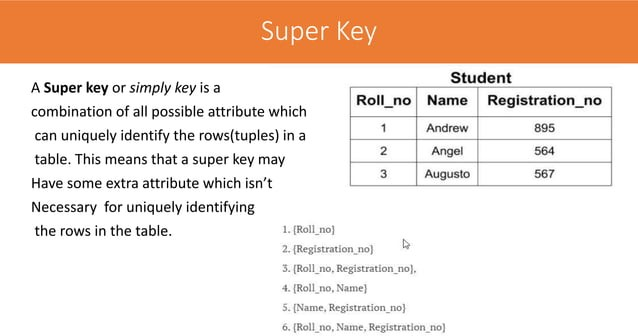 Super Key
A Super key or simply key is a
combination of all possible attribute which
can uniquely identify the rows(tuples) in a
table. This means that a super key may
Have some extra attribute which isn’t
Necessary for uniquely identifying
the rows in the table.
Student
Roll_no Name Registration_no
1 Andrew 895
2 Angel 564
3 Augusto 567
1. {Roll_no}
2. {Registration_no}
3. {Roll_no, Registration_no},
4. {Roll_no, Name}
5. {Name, Registration_no}
6. {Roll_no, Name, Registration_no}